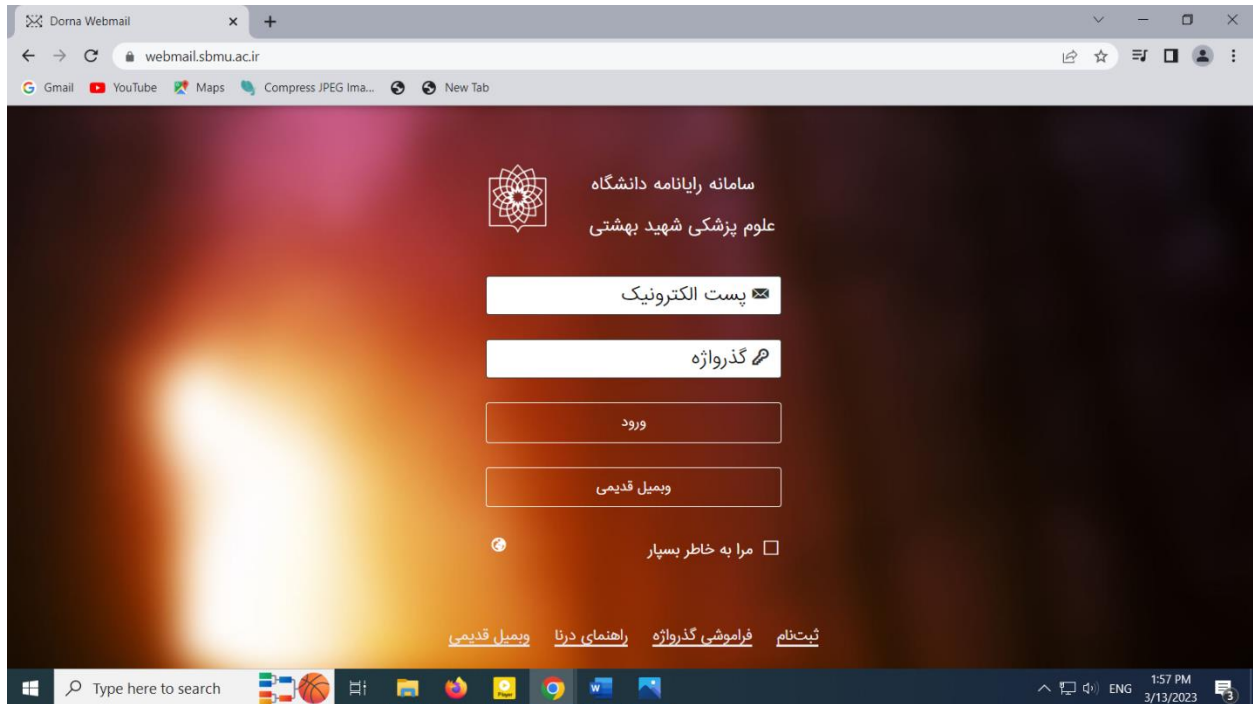 Dorna Webmail
webmail.sbmu.ac.ir
Gmail YouTube Maps Compress JPEG Ima... New Tab
سامانه رایانامه دانشگاه
علوم پزشکی شهید بهشتی
پست الکترونیک
گذرواژه
ورود
وبمیل قدیمی
مرا به خاطر بسپار
ثبت‌نام فراموشی گذرواژه راهنمای درنا وبمیل قدیمی
Type here to search
Player
W
ENG
1:57 PM
3/13/2023
3